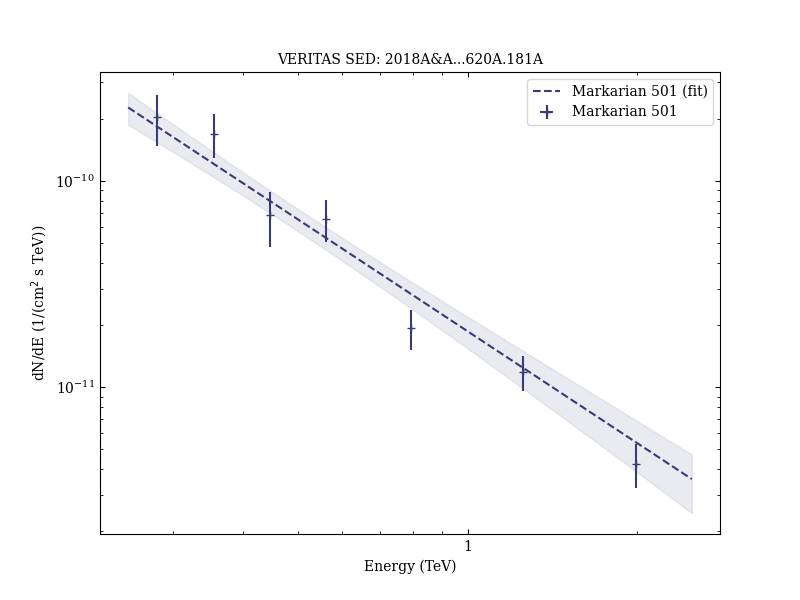 VERITAS SED: 2018A&A...620A.181A
Markarian 501 (fit)
Markarian 501
10⁻¹⁰
10⁻¹¹
dN/dE (1/(cm² s TeV))
1
Energy (TeV)